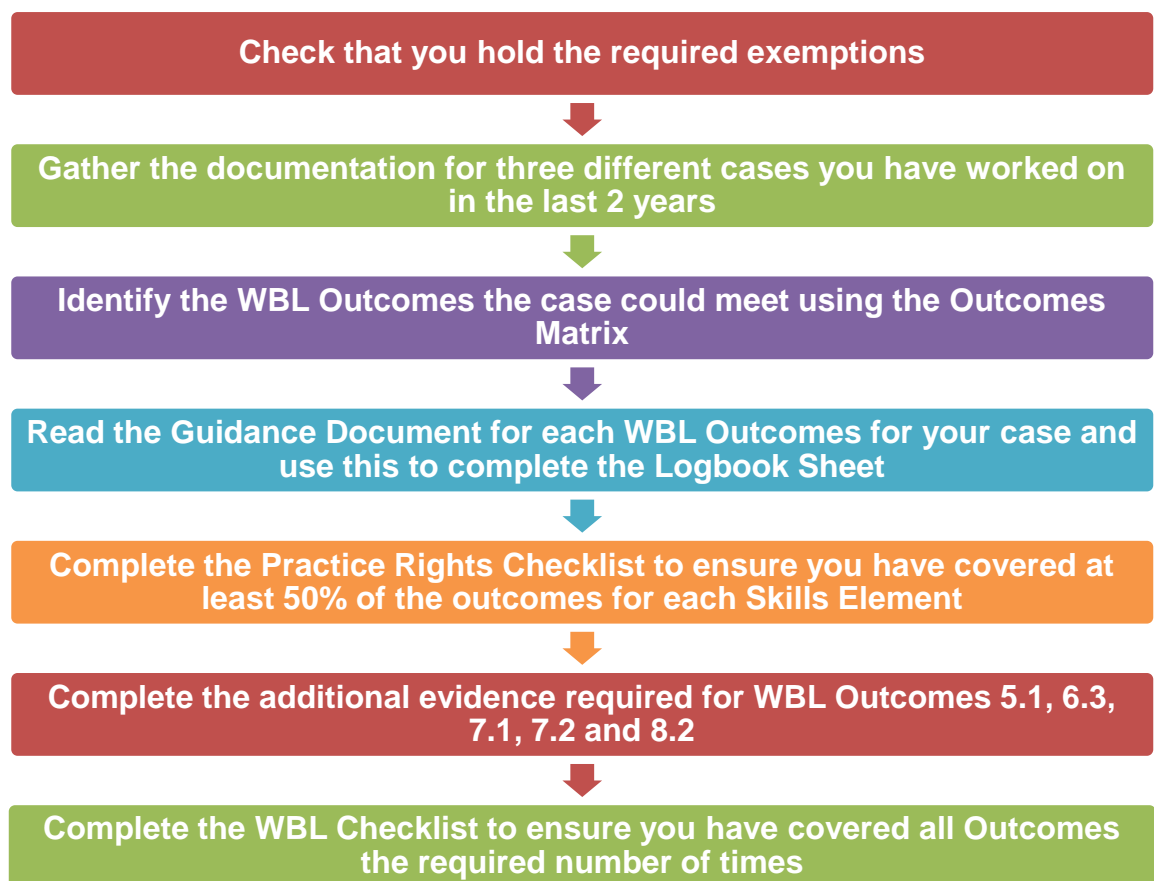 Check that you hold the required exemptions
Gather the documentation for three different cases you have worked on
in the last 2 years
Identify the WBL Outcomes the case could meet using the Outcomes
Matrix
Read the Guidance Document for each WBL Outcomes for your case and
use this to complete the Logbook Sheet
Complete the Practice Rights Checklist to ensure you have covered at
least 50% of the outcomes for each Skills Element
Complete the additional evidence required for WBL Outcomes 5.1, 6.3,
7.1, 7.2 and 8.2
Complete the WBL Checklist to ensure you have covered all Outcomes
the required number of times